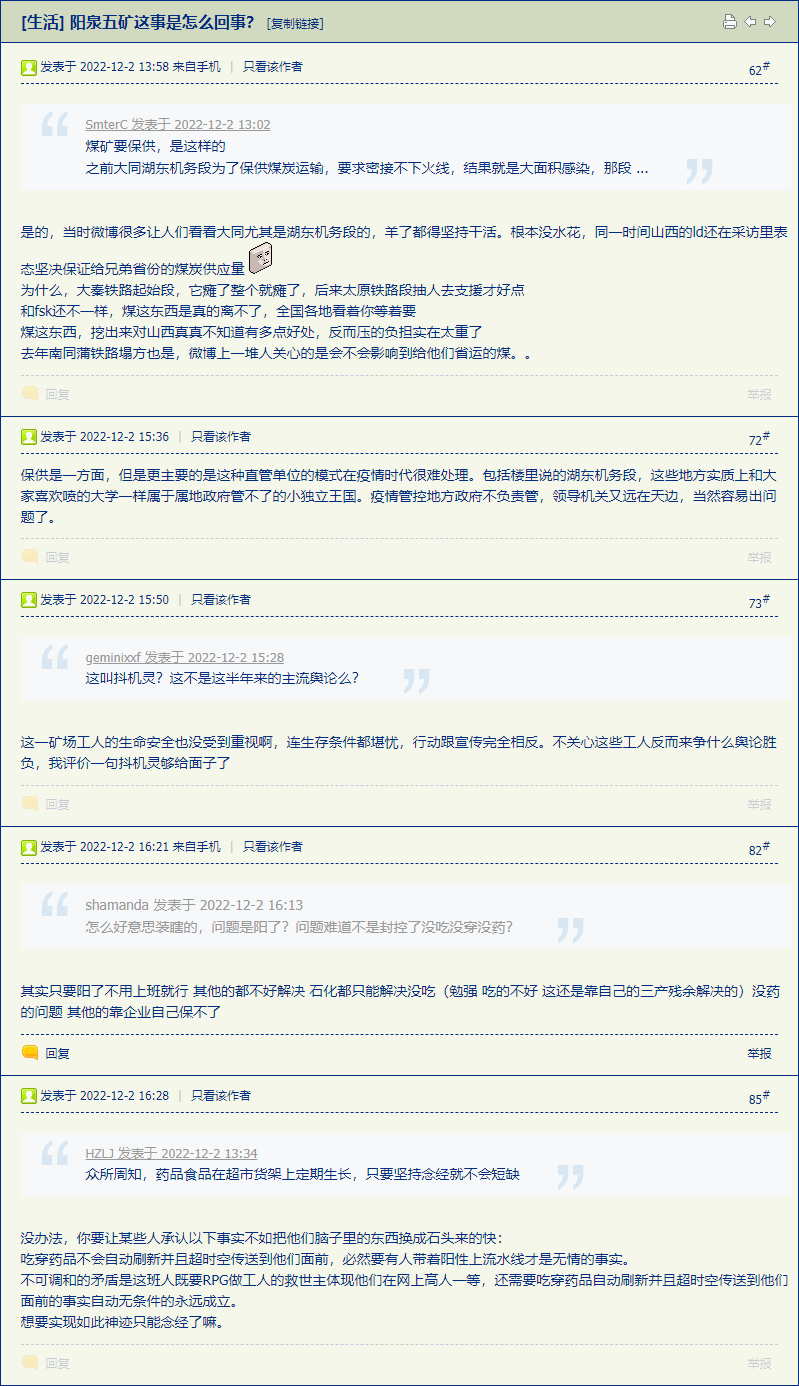 [生活] 阳泉五矿这事是怎么回事? [复制链接]
发表于 2022-12-2 13:58 来自手机 | 只看该作者 62#
SmterC 发表于 2022-12-2 13:02
煤矿要保供，是这样的
之前大同湖东机务段为了保供煤炭运输，要求密接不下火线，结果就是大面积感染，那段 ...
是的，当时微博很多让人们看看大同尤其是湖东机务段的，羊了都得坚持干活。根本没水花，同一时间山西的ld还在采访里表
态坚决保证给兄弟省份的煤炭供应量
为什么，大秦铁路起始段，它瘫了整个就瘫了，后来太原铁路段抽人去支援才好点
和fsk还不一样，煤这东西是真的离不了，全国各地看着你等着要
煤这东西，挖出来对山西真真不知道有多点好处，反而压的负担实在太重了
去年南同蒲铁路塌方也是，微博上一堆人关心的是会不会影响到给他们省运的煤。。
回复 举报
发表于 2022-12-2 15:36 | 只看该作者 72#
保供是一方面，但是更主要的是这种直管单位的模式在疫情时代很难处理。包括楼里说的湖东机务段，这些地方实质上和大
家喜欢喷的大学一样属于属地政府管不了的小独立王国。疫情管控地方政府不负责管，领导机关又远在天边，当然容易出问
题了。
回复 举报
发表于 2022-12-2 15:50 | 只看该作者 73#
geminixxf 发表于 2022-12-2 15:28
这叫抖机灵？这不是这半年来的主流舆论么？
这一矿场工人的生命安全也没受到重视啊，连生存条件都堪忧，行动跟宣传完全相反。不关心这些工人反而来争什么舆论胜
负，我评价一句抖机灵够给面子了
回复 举报
发表于 2022-12-2 16:21 来自手机 | 只看该作者 82#
shamanda 发表于 2022-12-2 16:13
怎么好意思装瞎的，问题是阳了？问题难道不是封控了没吃没穿没药？
其实只要阳了不用上班就行 其他的都不好解决 石化都只能解决没吃（勉强 吃的不好 这还是靠自己的三产残余解决的）没药
的问题 其他的靠企业自己保不了
回复 举报
发表于 2022-12-2 16:28 | 只看该作者 85#
HZLJ 发表于 2022-12-2 13:34
众所周知，药品食品在超市货架上定期生长，只要坚持念经就不会短缺
没办法，你要让某些人承认以下事实不如把他们脑子里的东西换成石头来的快：
吃穿药品不会自动刷新并且超时空传送到他们面前，必然要有人带着阳性上流水线才是无情的事实。
不可调和的矛盾是这班人既要RPG做工人的救世主体现他们在网上高人一等，还需要吃穿药品自动刷新并且超时空传送到他们
面前的事实自动无条件的永远成立。
想要实现如此神迹只能念经了嘛。
回复 举报